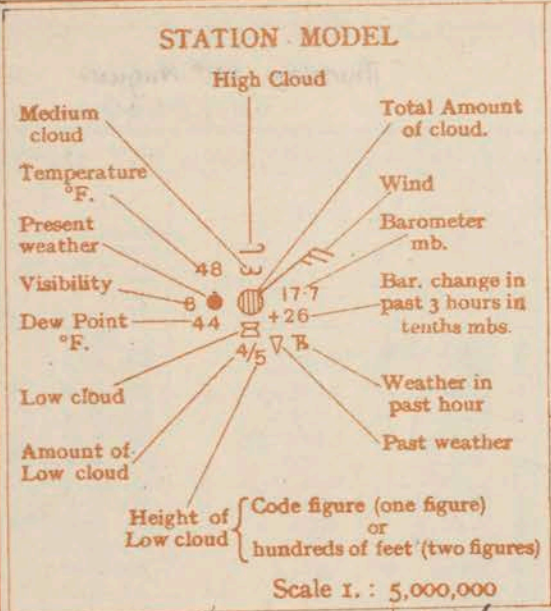 STATION MODEL
High Cloud
Medium cloud
Total Amount of cloud.
Temperature °F.
Wind
Present weather
Barometer mb.
48
Visibility
6
17·7
Bar. change in past 3 hours in tenths mbs.
+26
Dew Point °F.
44
4/5
Low cloud
Weather in past hour
Amount of Low cloud
Past weather
Height of Low cloud
Code figure (one figure)
or
hundreds of feet (two figures)
Scale 1. : 5,000,000